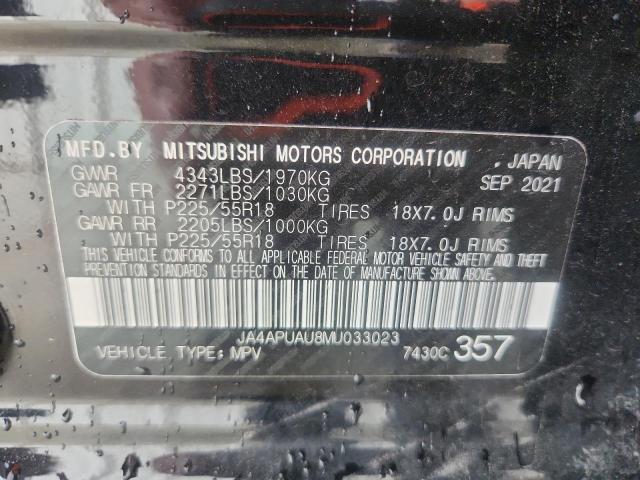 MFD.BY MITSUBISHI MOTORS CORPORATION JAPAN
GVWR 4343LBS/1970KG SEP 2021
GAWR FR 2271LBS/1030KG
WITH P225/55R18 TIRES 18X7.0J RIMS
GAWR RR 2205LBS/1000KG
WITH P225/55R18 TIRES 18X7.0J RIMS
THIS VEHICLE CONFORMS TO ALL APPLICABLE FEDERAL MOTOR VEHICLE SAFETY AND THEFT
PREVENTION STANDARDS IN EFFECT ON THE DATE OF MANUFACTURE SHOWN ABOVE.
JA4APUAU8MU033023
VEHICLE TYPE: MPV 7430C 357